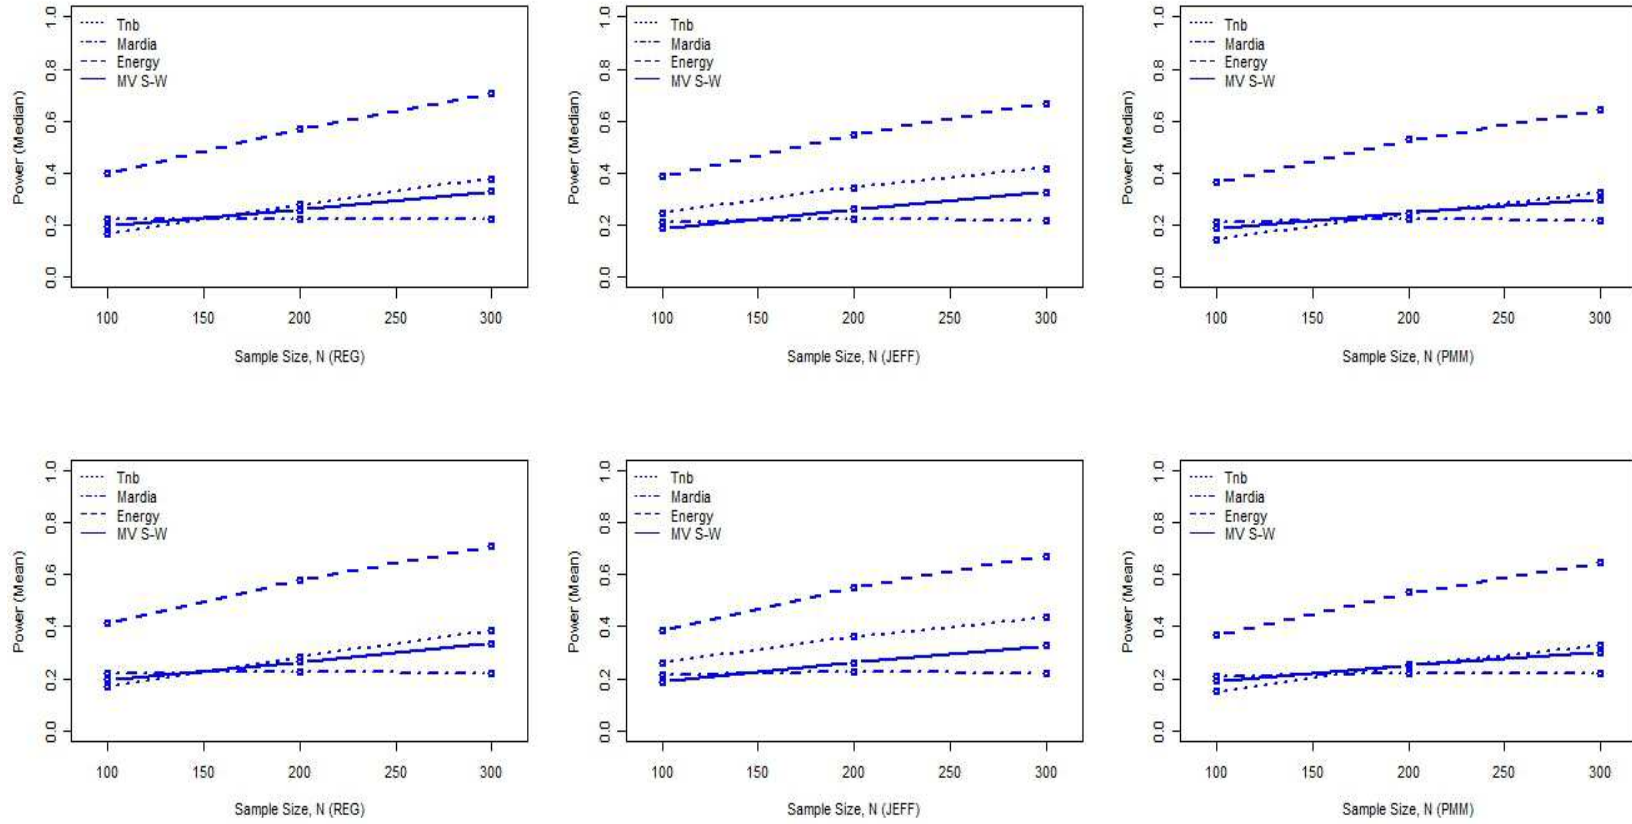 Power (Median)
1.0
0.8
0.6
0.4
0.2
0.0
Tnb
Mardia
Energy
MV S-W
100 150 200 250 300
Sample Size, N (REG)
Power (Median)
1.0
0.8
0.6
0.4
0.2
0.0
Tnb
Mardia
Energy
MV S-W
100 150 200 250 300
Sample Size, N (JEFF)
Power (Median)
1.0
0.8
0.6
0.4
0.2
0.0
Tnb
Mardia
Energy
MV S-W
100 150 200 250 300
Sample Size, N (PMM)
Power (Mean)
1.0
0.8
0.6
0.4
0.2
0.0
Tnb
Mardia
Energy
MV S-W
100 150 200 250 300
Sample Size, N (REG)
Power (Mean)
1.0
0.8
0.6
0.4
0.2
0.0
Tnb
Mardia
Energy
MV S-W
100 150 200 250 300
Sample Size, N (JEFF)
Power (Mean)
1.0
0.8
0.6
0.4
0.2
0.0
Tnb
Mardia
Energy
MV S-W
100 150 200 250 300
Sample Size, N (PMM)